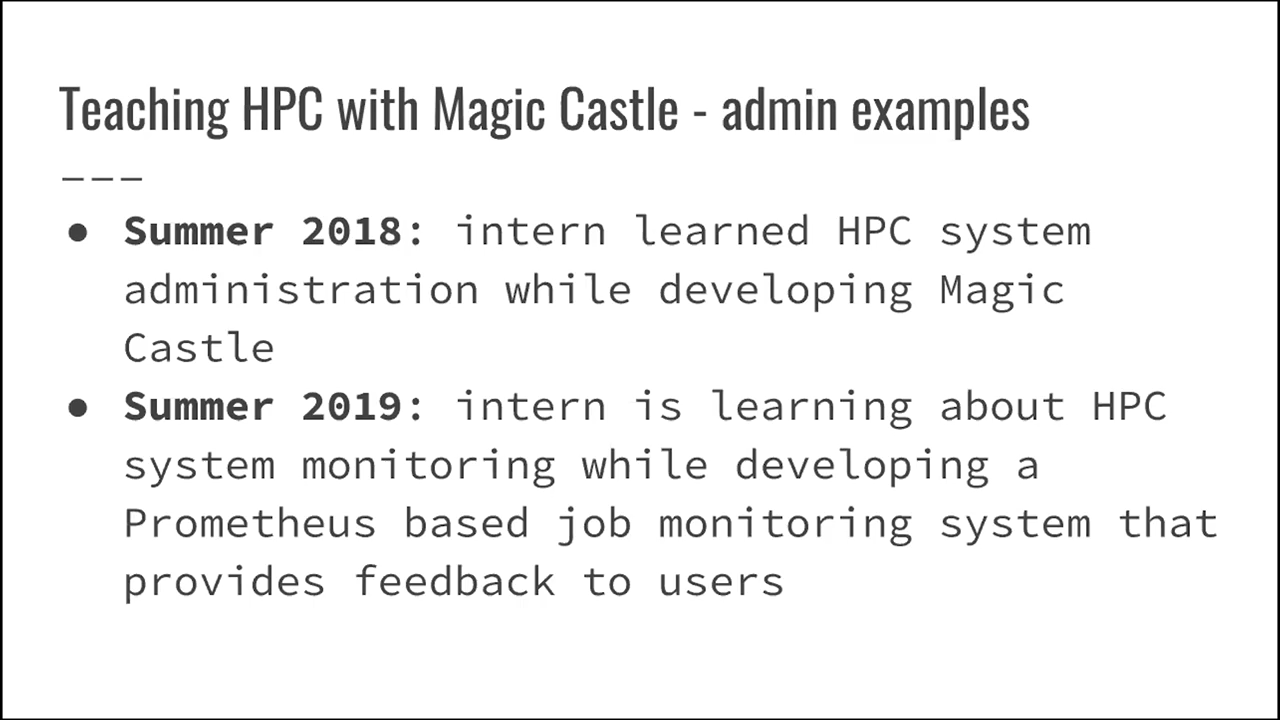 Teaching HPC with Magic Castle - admin examples
● Summer 2018: intern learned HPC system
administration while developing Magic
Castle
● Summer 2019: intern is learning about HPC
system monitoring while developing a
Prometheus based job monitoring system that
provides feedback to users